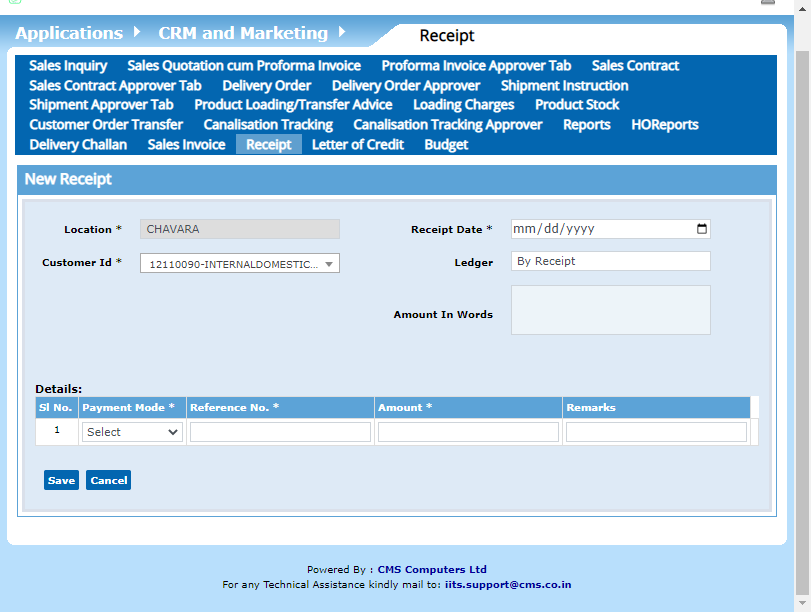 Applications CRM and Marketing Receipt
Sales Inquiry Sales Quotation cum Proforma Invoice Proforma Invoice Approver Tab Sales Contract
Sales Contract Approver Tab Delivery Order Delivery Order Approver Shipment Instruction
Shipment Approver Tab Product Loading/Transfer Advice Loading Charges Product Stock
Customer Order Transfer Canalisation Tracking Canalisation Tracking Approver Reports HOReports
Delivery Challan Sales Invoice Receipt Letter of Credit Budget
New Receipt
Location * CHAVARA Receipt Date * mm/dd/yyyy
Customer Id * 12110090-INTERNALDOMESTIC... Ledger By Receipt
Amount In Words
Details:
Sl No. Payment Mode * Reference No. * Amount * Remarks
1 Select
Save Cancel
Powered By : CMS Computers Ltd
For any Technical Assistance kindly mail to: iits.support@cms.co.in